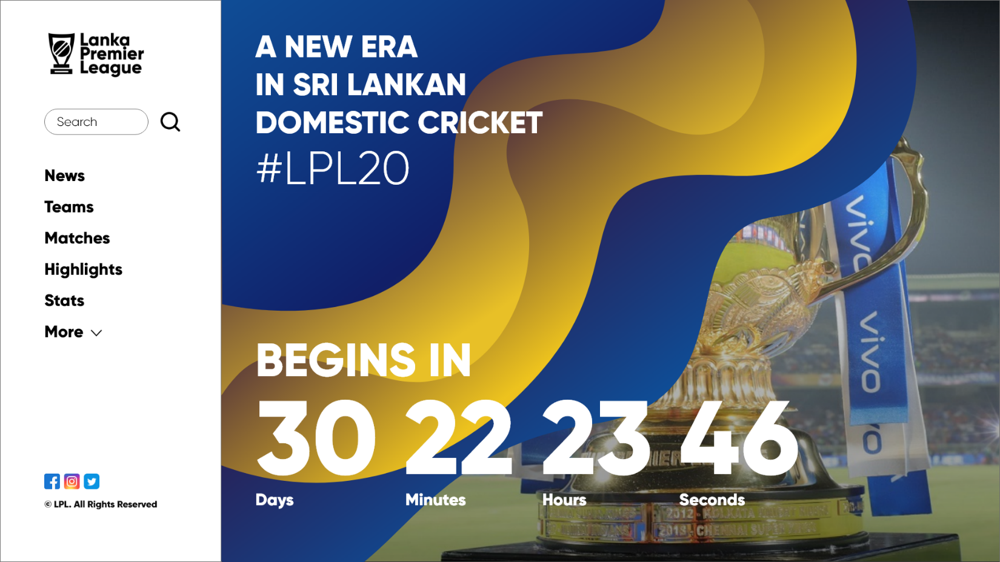 Lanka
Premier
League
Search
News
Teams
Matches
Highlights
Stats
More
© LPL. All Rights Reserved
A NEW ERA
IN SRI LANKAN
DOMESTIC CRICKET
#LPL20
BEGINS IN
30 22 23 46
Days Minutes Hours Seconds
vivo
vivo
2012 - KOLKATA
2018 - CHENNAI SUPER